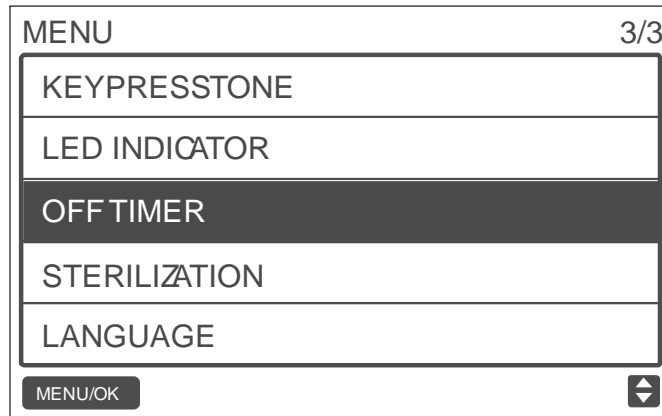 MENU 3/3
KEYPRESSTONE
LED INDICATOR
OFF TIMER
STERILIZATION
LANGUAGE
MENU/OK